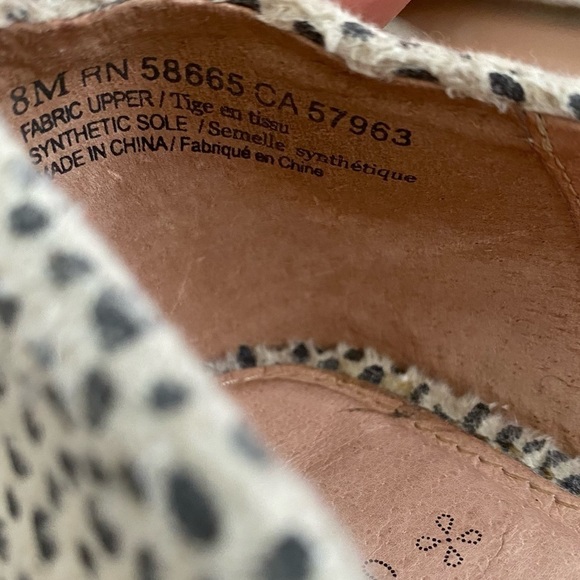 8M RN 58665 CA 57963
FABRIC UPPER / Tige en tissu
SYNTHETIC SOLE / Semelle synthétique
MADE IN CHINA / Fabriqué en Chine